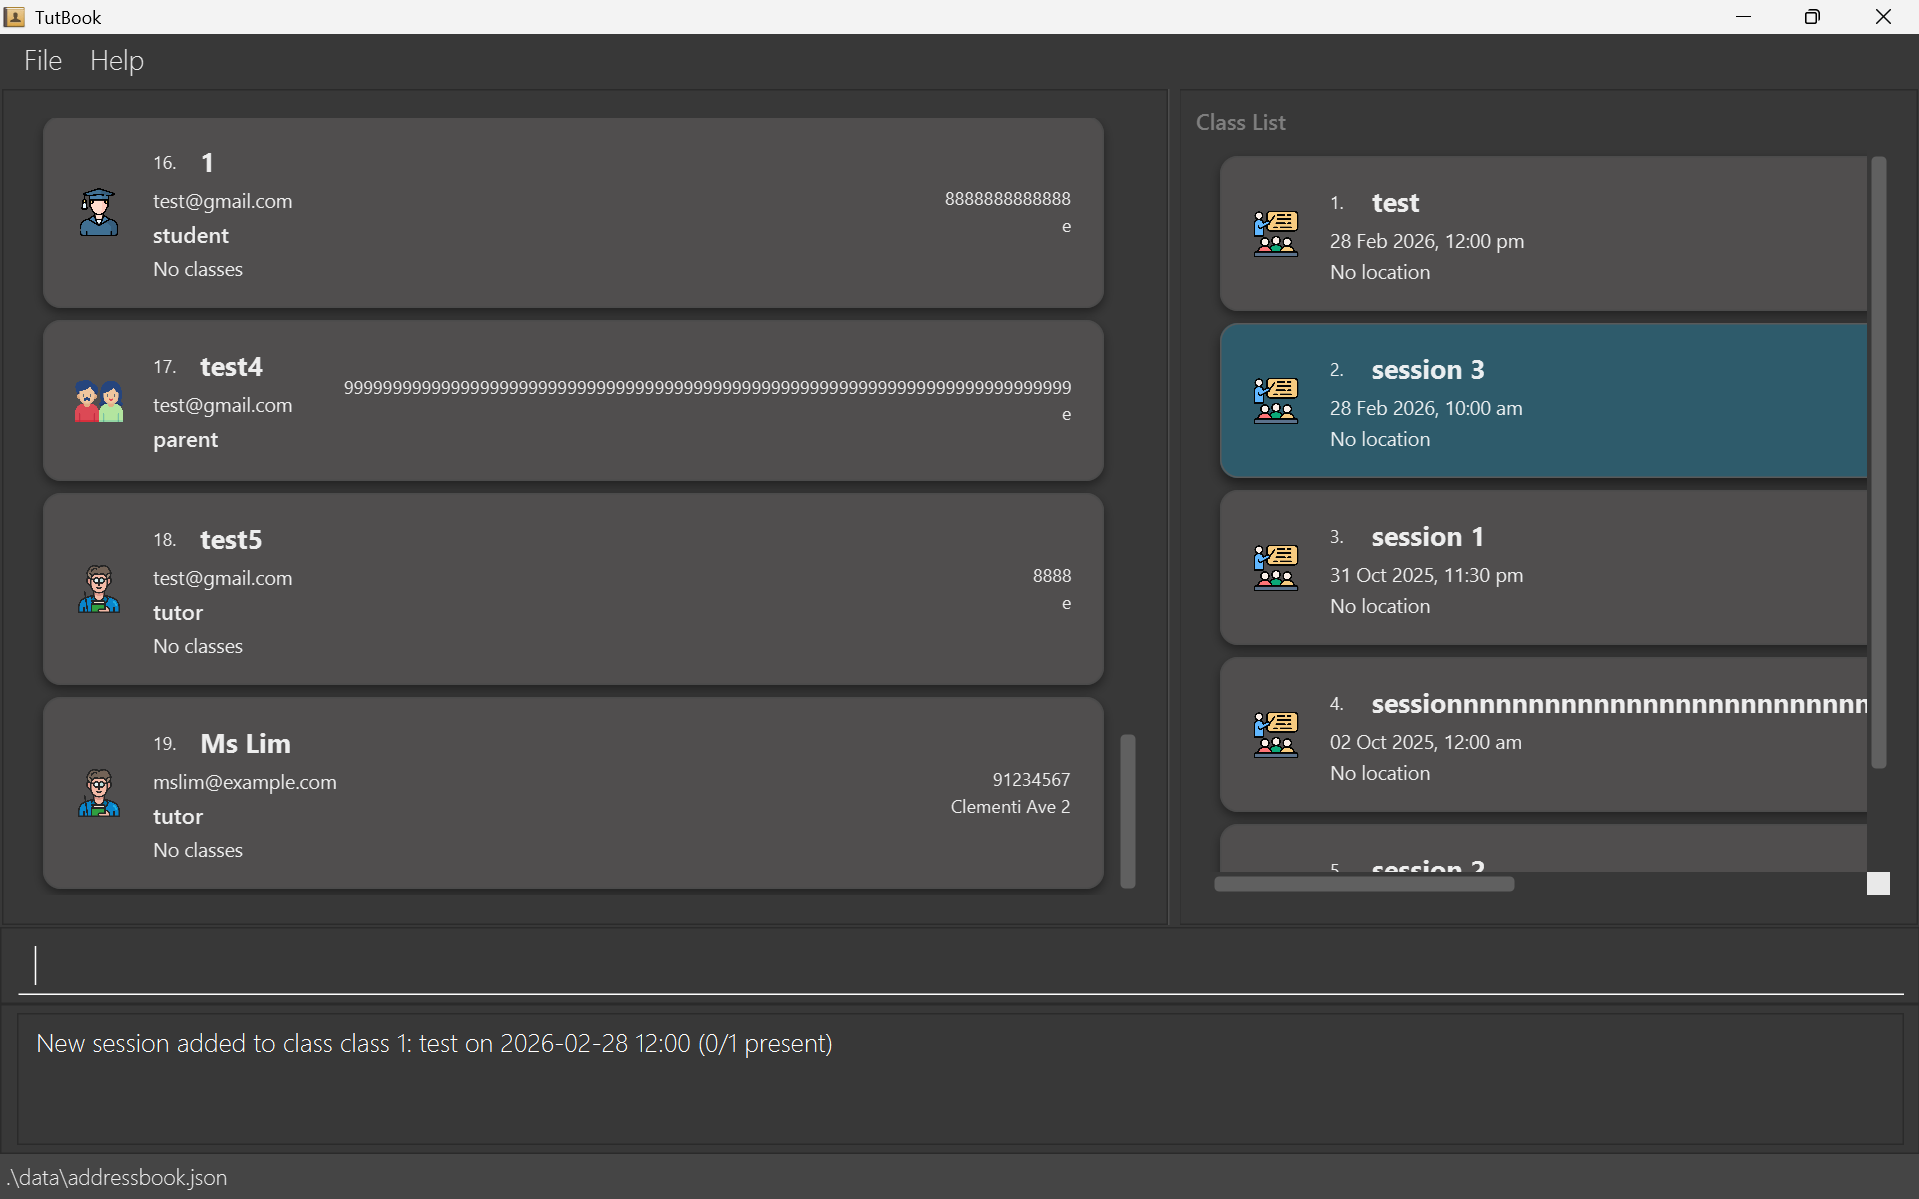 TutBook
File Help
16. 1
test@gmail.com
student
No classes
8888888888888
e
17. test4
test@gmail.com
parent
999999999999999999999999999999999999999999999999999999999999999999999999999
e
18. test5
test@gmail.com
tutor
No classes
8888
e
19. Ms Lim
mslim@example.com
tutor
No classes
91234567
Clementi Ave 2
Class List
1. test
28 Feb 2026, 12:00 pm
No location
2. session 3
28 Feb 2026, 10:00 am
No location
3. session 1
31 Oct 2025, 11:30 pm
No location
4. sessionnnnnnnnnnnnnnnnnnnnnnnnnnn
02 Oct 2025, 12:00 am
No location
5. session 2
New session added to class class 1: test on 2026-02-28 12:00 (0/1 present)
.\data\addressbook.json